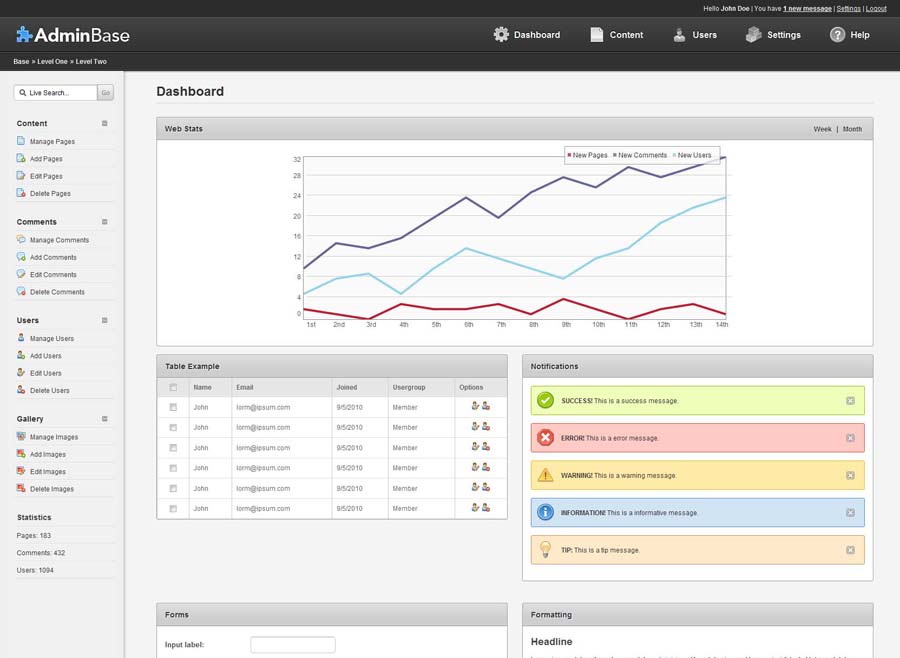 Hello John Doe | You have 1 new message | Settings | Logout
AdminBase
Dashboard Content Users Settings Help
Base » Level One » Level Two
Live Search... Go
Content
Manage Pages
Add Pages
Edit Pages
Delete Pages
Comments
Manage Comments
Add Comments
Edit Comments
Delete Comments
Users
Manage Users
Add Users
Edit Users
Delete Users
Gallery
Manage Images
Add Images
Edit Images
Delete Images
Statistics
Pages: 183
Comments: 432
Users: 1094
Dashboard
Web Stats Week | Month
New Pages New Comments New Users
32
28
24
20
16
12
8
4
0
1st 2nd 3rd 4th 5th 6th 7th 8th 9th 10th 11th 12th 13th 14th
Table Example
Name Email Joined Usergroup Options
John lorm@ipsum.com 9/5/2010 Member
John lorm@ipsum.com 9/5/2010 Member
John lorm@ipsum.com 9/5/2010 Member
John lorm@ipsum.com 9/5/2010 Member
John lorm@ipsum.com 9/5/2010 Member
John lorm@ipsum.com 9/5/2010 Member
Notifications
SUCCESS! This is a success message.
ERROR! This is a error message.
WARNING! This is a warning message.
INFORMATION! This is a informative message.
TIP: This is a tip message.
Forms
Input label:
Formatting
Headline